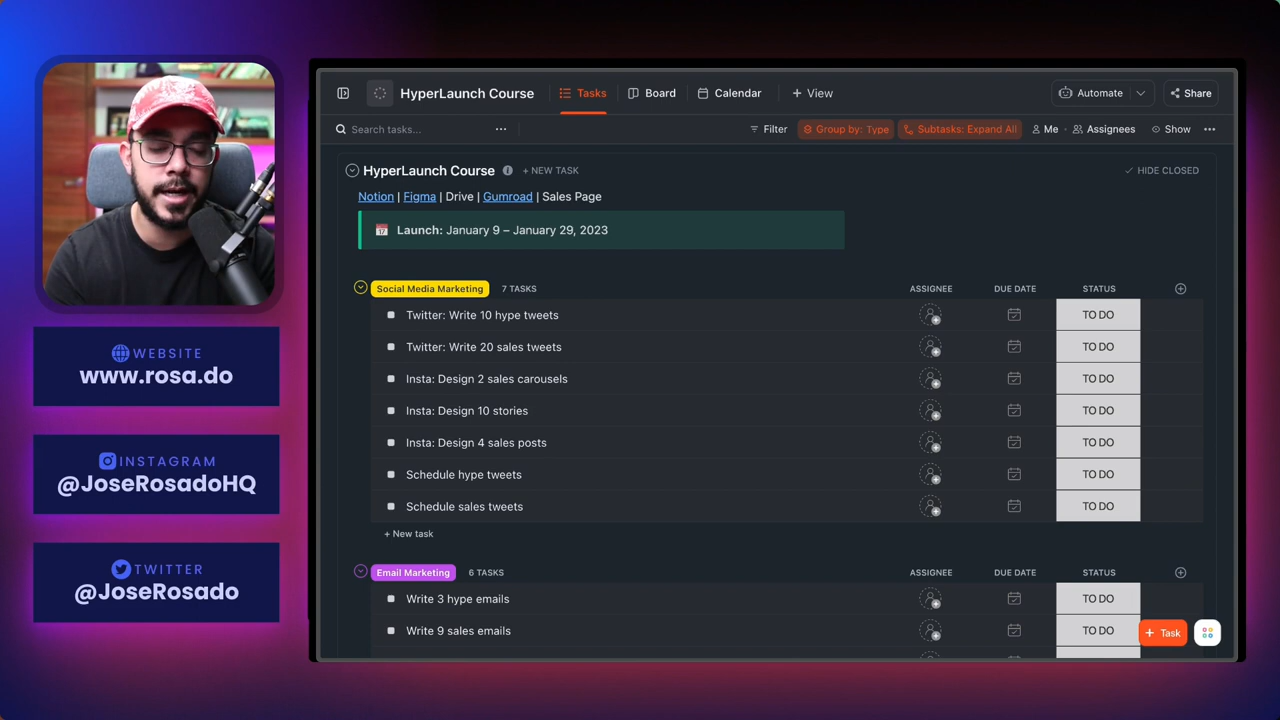 WEBSITE
www.rosa.do
INSTAGRAM
@JoseRosadoHQ
TWITTER
@JoseRosado
HyperLaunch Course Tasks Board Calendar + View Automate Share
Search tasks... Filter Group by: Type Subtasks: Expand All Me Assignees Show
HyperLaunch Course + NEW TASK HIDE CLOSED
Notion | Figma | Drive | Gumroad | Sales Page
17 Launch: January 9 – January 29, 2023
Social Media Marketing 7 TASKS ASSIGNEE DUE DATE STATUS
Twitter: Write 10 hype tweets TO DO
Twitter: Write 20 sales tweets TO DO
Insta: Design 2 sales carousels TO DO
Insta: Design 10 stories TO DO
Insta: Design 4 sales posts TO DO
Schedule hype tweets TO DO
Schedule sales tweets TO DO
+ New task
Email Marketing 6 TASKS ASSIGNEE DUE DATE STATUS
Write 3 hype emails TO DO
Write 9 sales emails TO DO
+ Task